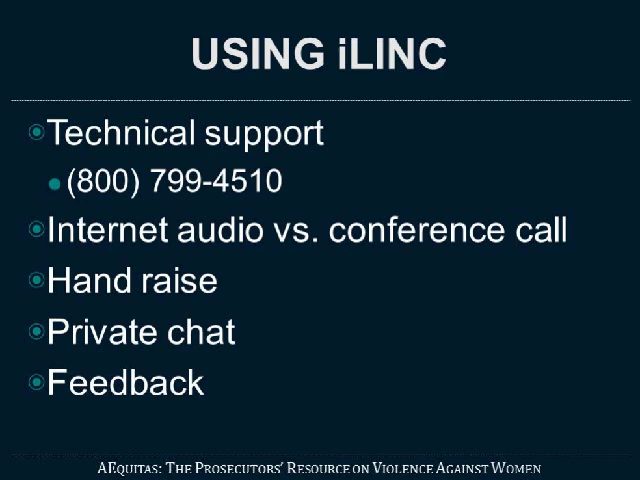 USING iLINC
Technical support
(800) 799-4510
Internet audio vs. conference call
Hand raise
Private chat
Feedback
AEQUITAS: THE PROSECUTORS' RESOURCE ON VIOLENCE AGAINST WOMEN